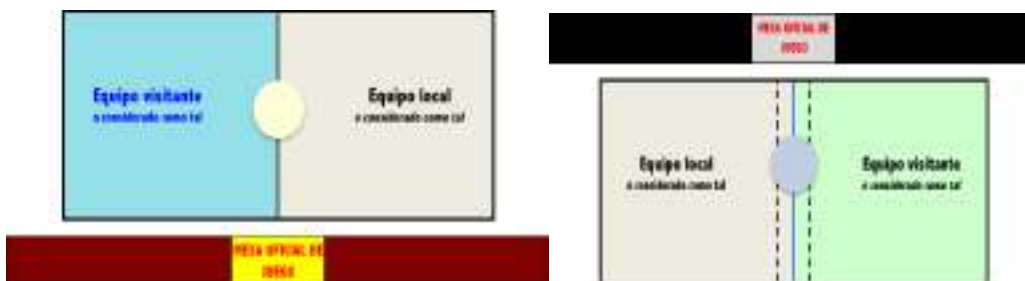 Equipo visitante
o considerado como tal
Equipo local
o considerado como tal
MESA OFICIAL DE
JUEGO
MESA OFICIAL DE
JUEGO
Equipo local
o considerado como tal
Equipo visitante
o considerado como tal